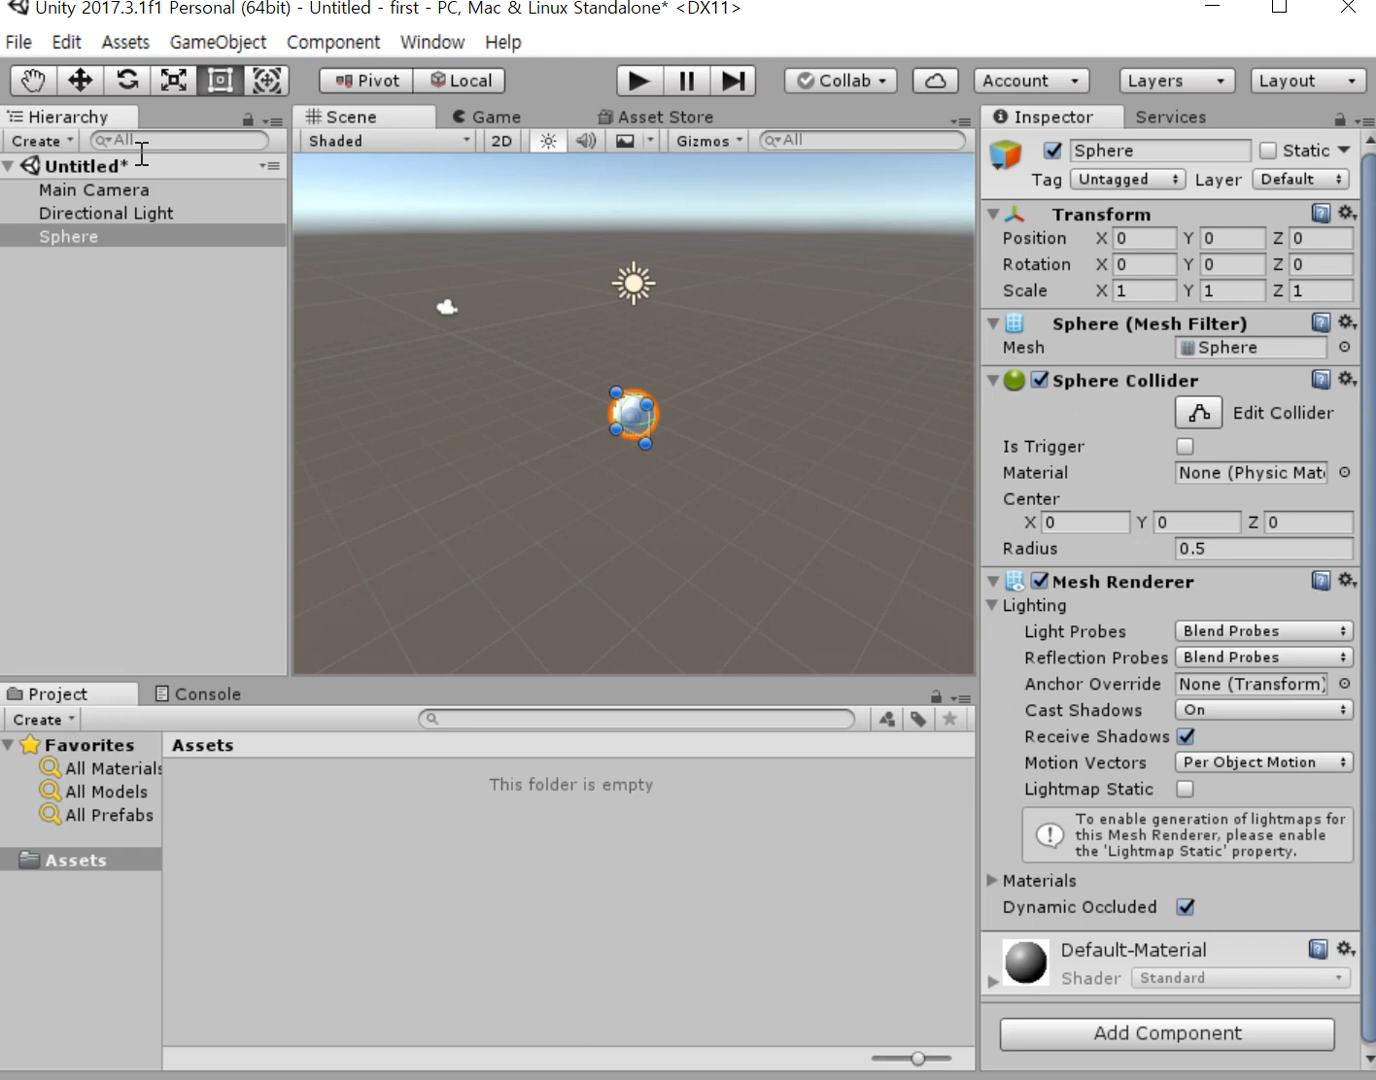 Unity 2017.3.1f1 Personal (64bit) - Untitled - first - PC, Mac & Linux Standalone* <DX11>
File Edit Assets GameObject Component Window Help
Pivot Local Collab Account Layers Layout
Hierarchy
Create All
Untitled*
Main Camera
Directional Light
Sphere
Scene Game Asset Store
Shaded 2D Gizmos All
Inspector Services
Sphere Static
Tag Untagged Layer Default
Transform
Position X 0 Y 0 Z 0
Rotation X 0 Y 0 Z 0
Scale X 1 Y 1 Z 1
Sphere (Mesh Filter)
Mesh Sphere
Sphere Collider
Edit Collider
Is Trigger
Material None (Physic Mat
Center
X 0 Y 0 Z 0
Radius 0.5
Mesh Renderer
Lighting
Light Probes Blend Probes
Reflection Probes Blend Probes
Anchor Override None (Transform)
Cast Shadows On
Receive Shadows
Motion Vectors Per Object Motion
Lightmap Static
To enable generation of lightmaps for
this Mesh Renderer, please enable
the 'Lightmap Static' property.
Materials
Dynamic Occluded
Default-Material
Shader Standard
Add Component
Project Console
Create
Favorites
All Materials
All Models
All Prefabs
Assets
Assets
This folder is empty